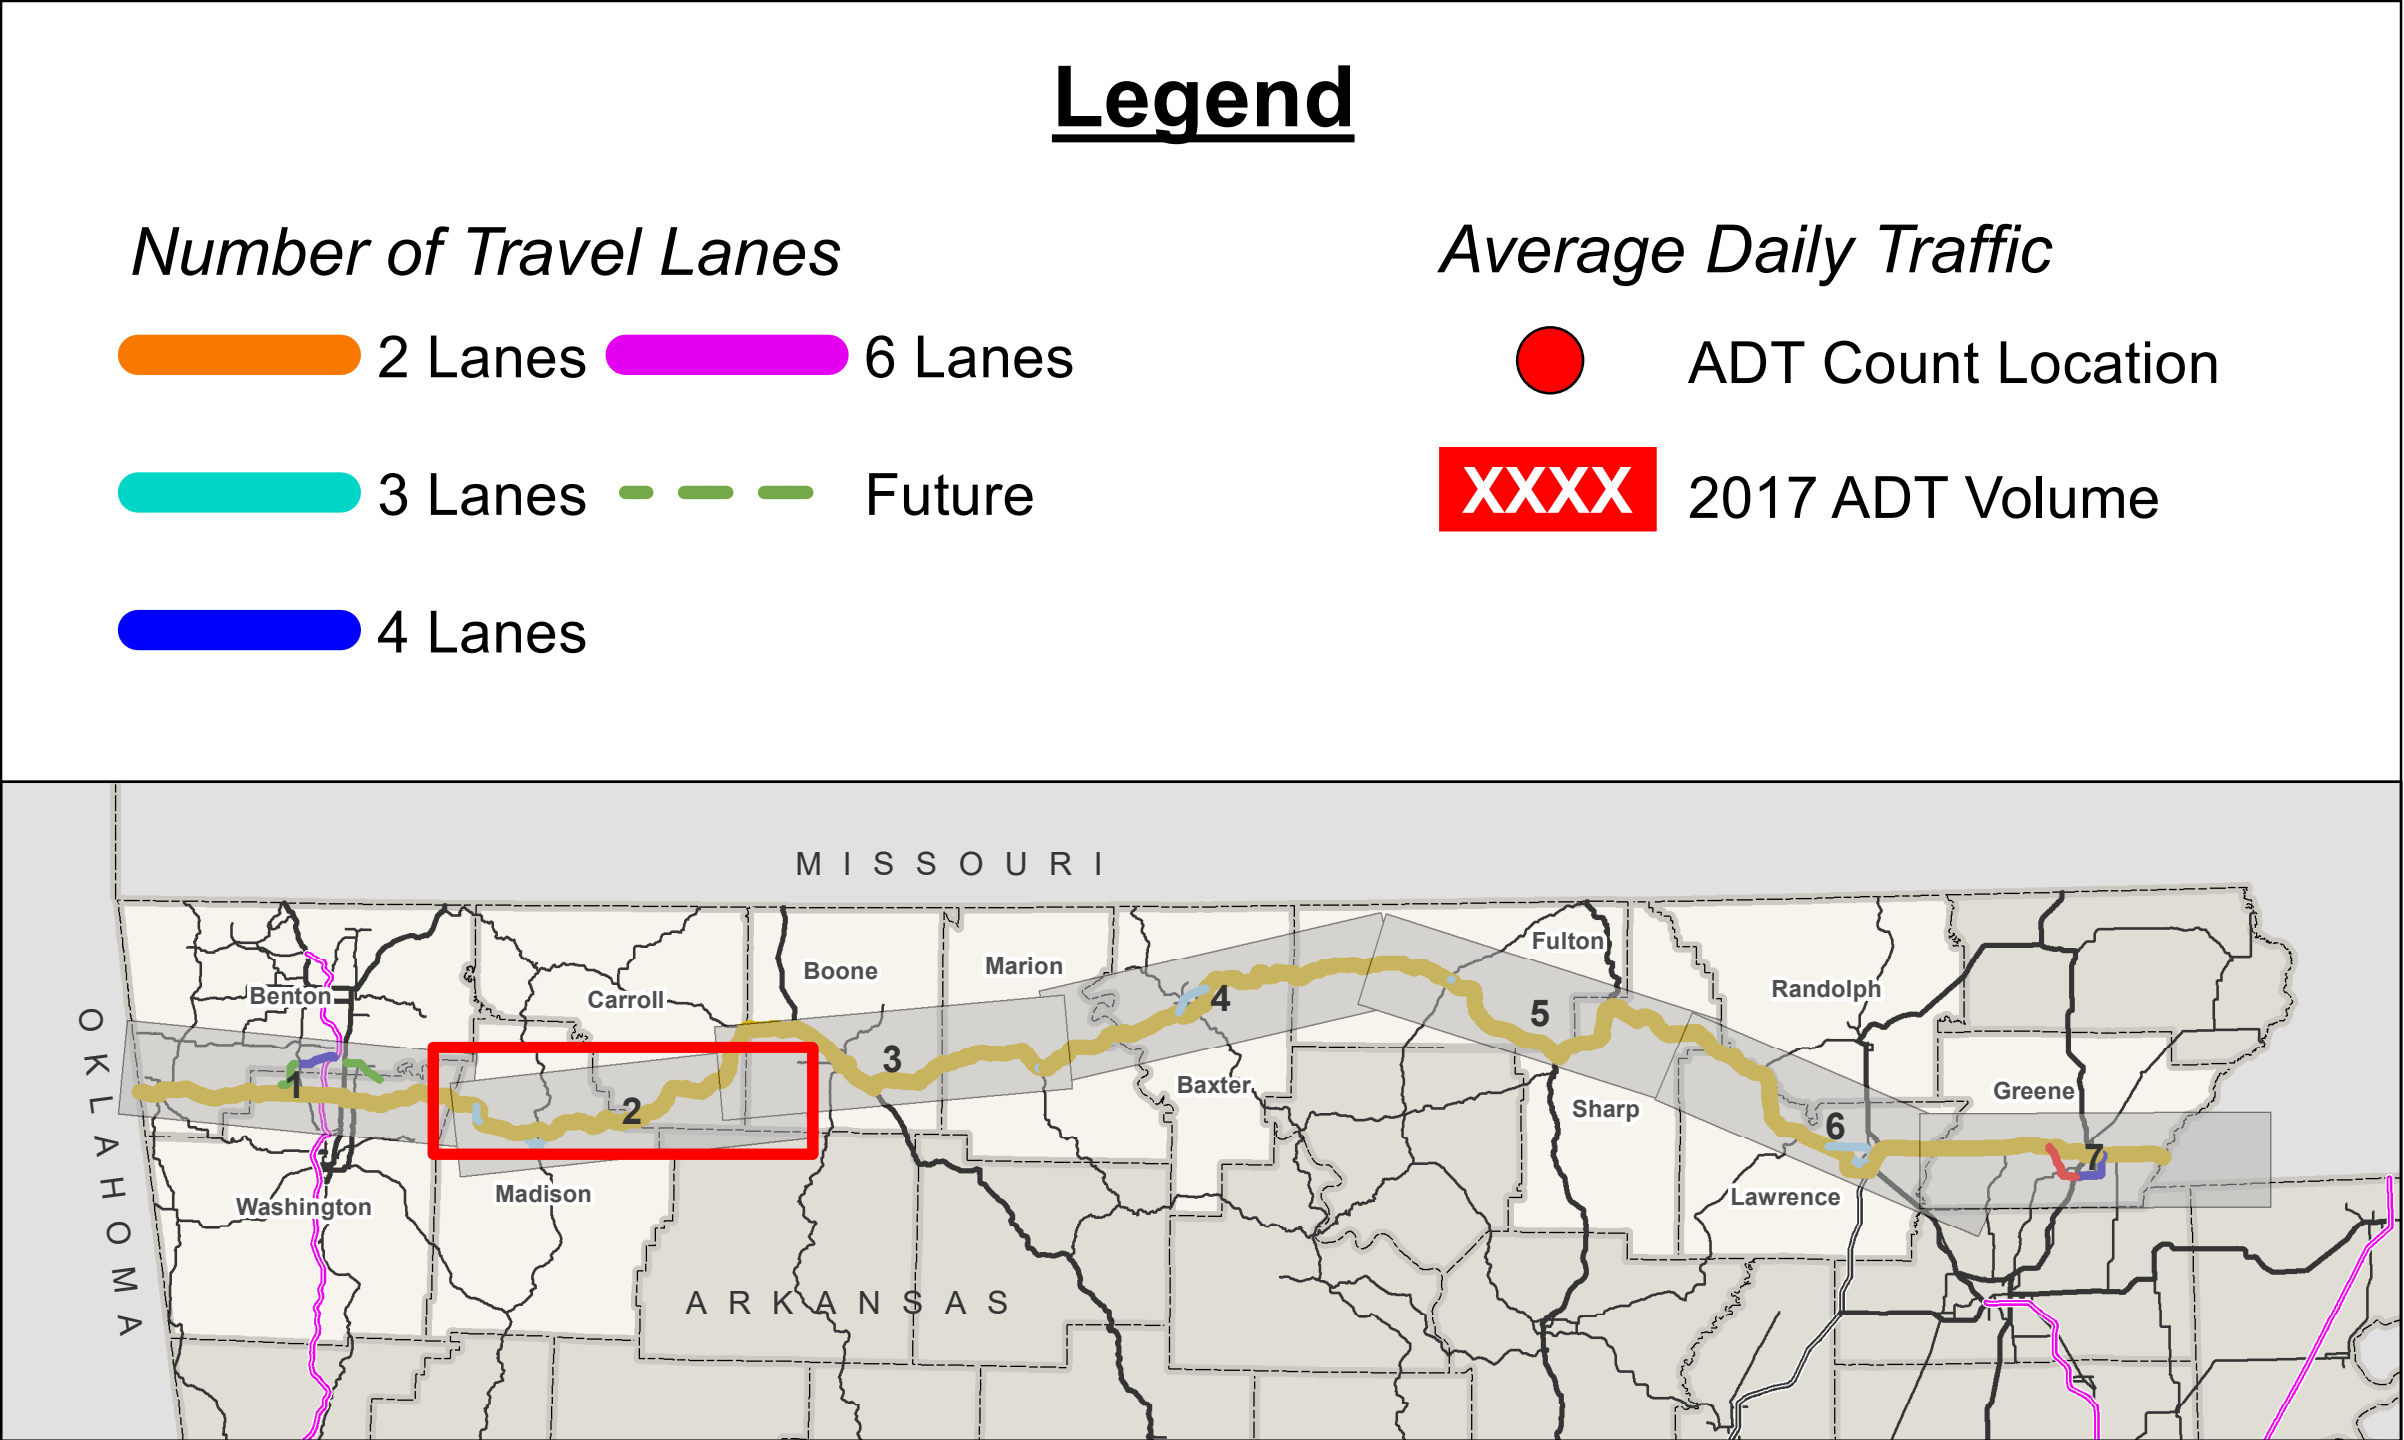 Legend
Number of Travel Lanes
Average Daily Traffic
2 Lanes
6 Lanes
ADT Count Location
3 Lanes
Future
XXXX
2017 ADT Volume
4 Lanes
MISSOURI
OKLAHOMA
ARKANSAS
Benton
Carroll
Boone
Marion
Baxter
Fulton
Sharp
Randolph
Greene
Lawrence
Madison
Washington
1
2
3
4
5
6
7